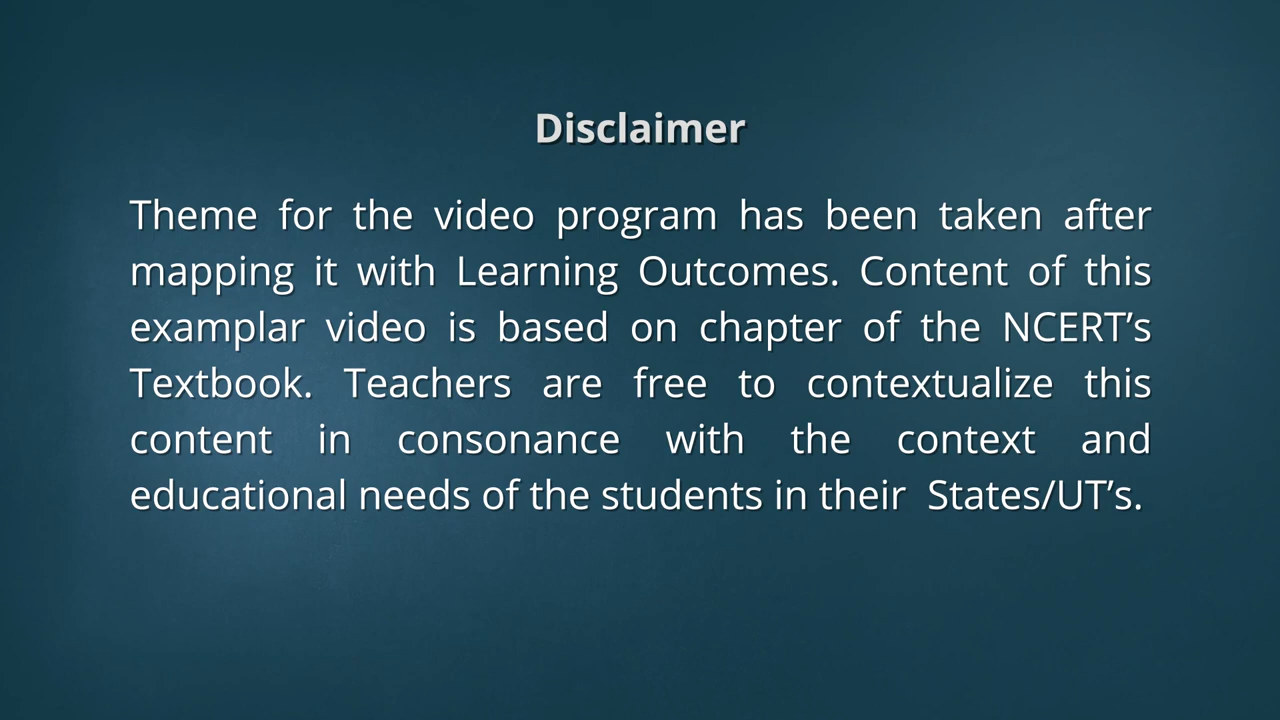 Disclaimer
Theme for the video program has been taken after
mapping it with Learning Outcomes. Content of this
examplar video is based on chapter of the NCERT’s
Textbook. Teachers are free to contextualize this
content in consonance with the context and
educational needs of the students in their  States/UT’s.